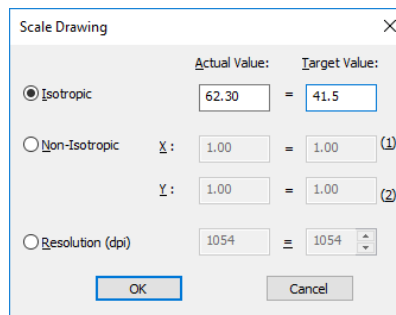 Scale Drawing
Actual Value: Target Value:
Isotropic 62.30 = 41.5
Non-Isotropic X : 1.00 = 1.00 (1)
Y : 1.00 = 1.00 (2)
Resolution (dpi) 1054 = 1054
OK Cancel